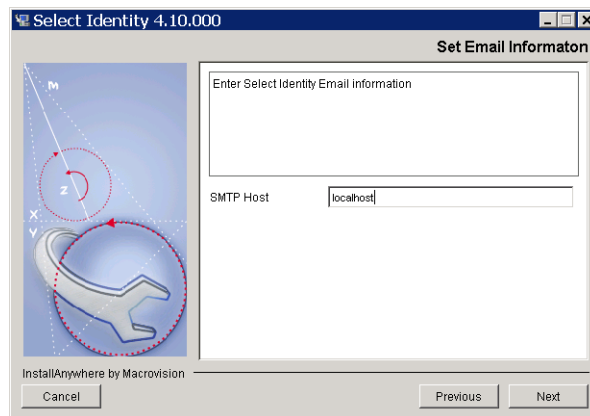 Select Identity 4.10.000
Set Email Informaton
Enter Select Identity Email information
SMTP Host localhost
M
Z
X
Y
InstallAnywhere by Macrovision
Cancel Previous Next